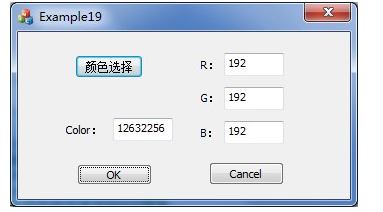 Example19
颜色选择
R: 192
G: 192
Color: 12632256
B: 192
OK
Cancel